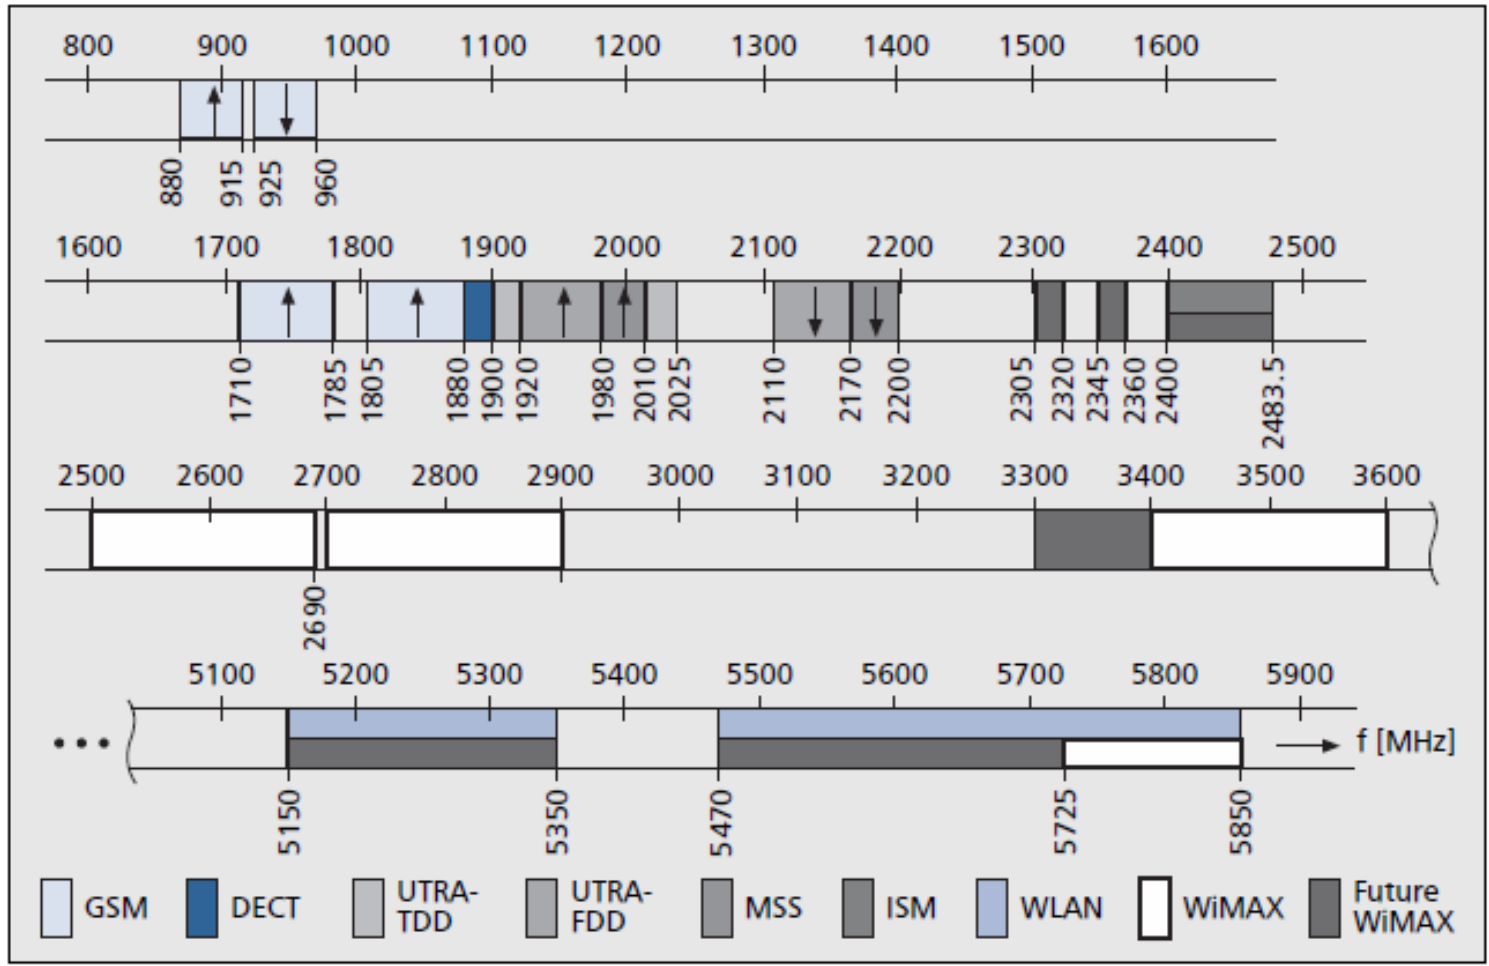 800 900 1000 1100 1200 1300 1400 1500 1600
880 915 925 960
1600 1700 1800 1900 2000 2100 2200 2300 2400 2500
1710 1785 1805 1880 1900 1920 1980 2010 2025 2110 2170 2200 2305 2320 2345 2360 2400 2483.5
2500 2600 2700 2800 2900 3000 3100 3200 3300 3400 3500 3600
2690
5100 5200 5300 5400 5500 5600 5700 5800 5900
... f [MHz]
5150 5350 5470 5725 5850
GSM
DECT
UTRA-
TDD
UTRA-
FDD
MSS
ISM
WLAN
WiMAX
Future
WiMAX